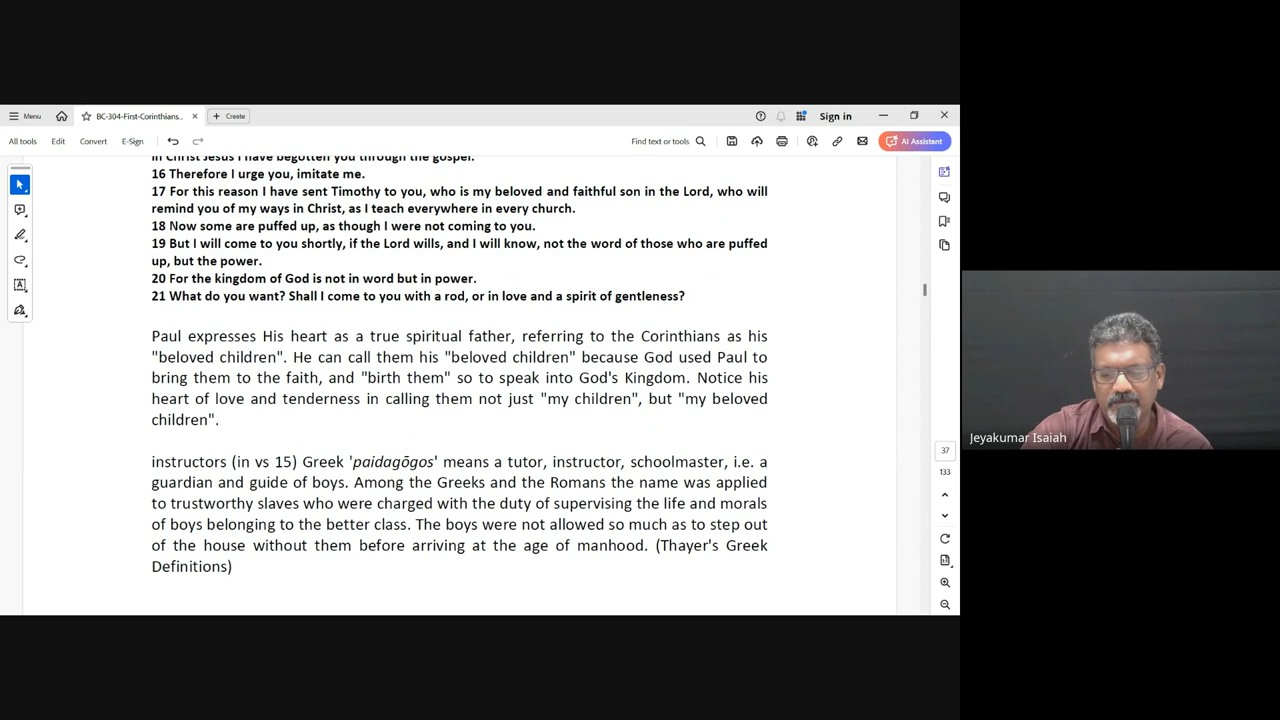 Menu
BC-304-First-Corinthians...
Create
Sign in
All tools
Edit
Convert
E-Sign
Find text or tools
AI Assistant
in Christ Jesus I have begotten you through the gospel.
16 Therefore I urge you, imitate me.
17 For this reason I have sent Timothy to you, who is my beloved and faithful son in the Lord, who will
remind you of my ways in Christ, as I teach everywhere in every church.
18 Now some are puffed up, as though I were not coming to you.
19 But I will come to you shortly, if the Lord wills, and I will know, not the word of those who are puffed
up, but the power.
20 For the kingdom of God is not in word but in power.
21 What do you want? Shall I come to you with a rod, or in love and a spirit of gentleness?
Paul expresses His heart as a true spiritual father, referring to the Corinthians as his
"beloved children". He can call them his "beloved children" because God used Paul to
bring them to the faith, and "birth them" so to speak into God's Kingdom. Notice his
heart of love and tenderness in calling them not just "my children", but "my beloved
children".
instructors (in vs 15) Greek 'paidagōgos' means a tutor, instructor, schoolmaster, i.e. a
guardian and guide of boys. Among the Greeks and the Romans the name was applied
to trustworthy slaves who were charged with the duty of supervising the life and morals
of boys belonging to the better class. The boys were not allowed so much as to step out
of the house without them before arriving at the age of manhood. (Thayer's Greek
Definitions)
37
133
Jeyakumar Isaiah